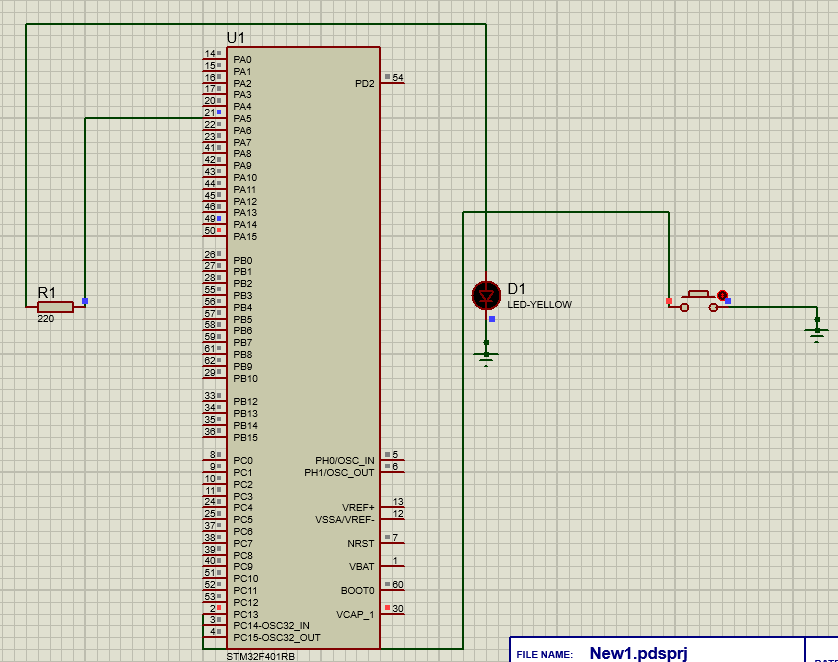 U1
14 PA0
15 PA1
16 PA2
17 PA3
20 PA4
21 PA5
22 PA6
23 PA7
41 PA8
42 PA9
43 PA10
44 PA11
45 PA12
46 PA13
49 PA14
50 PA15
PD2 54
26 PB0
27 PB1
28 PB2
55 PB3
56 PB4
57 PB5
58 PB6
59 PB7
61 PB8
62 PB9
29 PB10
R1
220
D1
LED-YELLOW
33 PB12
34 PB13
35 PB14
36 PB15
8 PC0
9 PC1
10 PC2
11 PC3
24 PC4
25 PC5
37 PC6
38 PC7
39 PC8
40 PC9
51 PC10
52 PC11
53 PC12
2 PC13
3 PC14-OSC32_IN
4 PC15-OSC32_OUT
PH0/OSC_IN 5
PH1/OSC_OUT 6
VREF+ 13
VSSA/VREF- 12
NRST 7
VBAT 1
BOOT0 60
VCAP_1 30
STM32F401RB
FILE NAME: New1.pdsprj